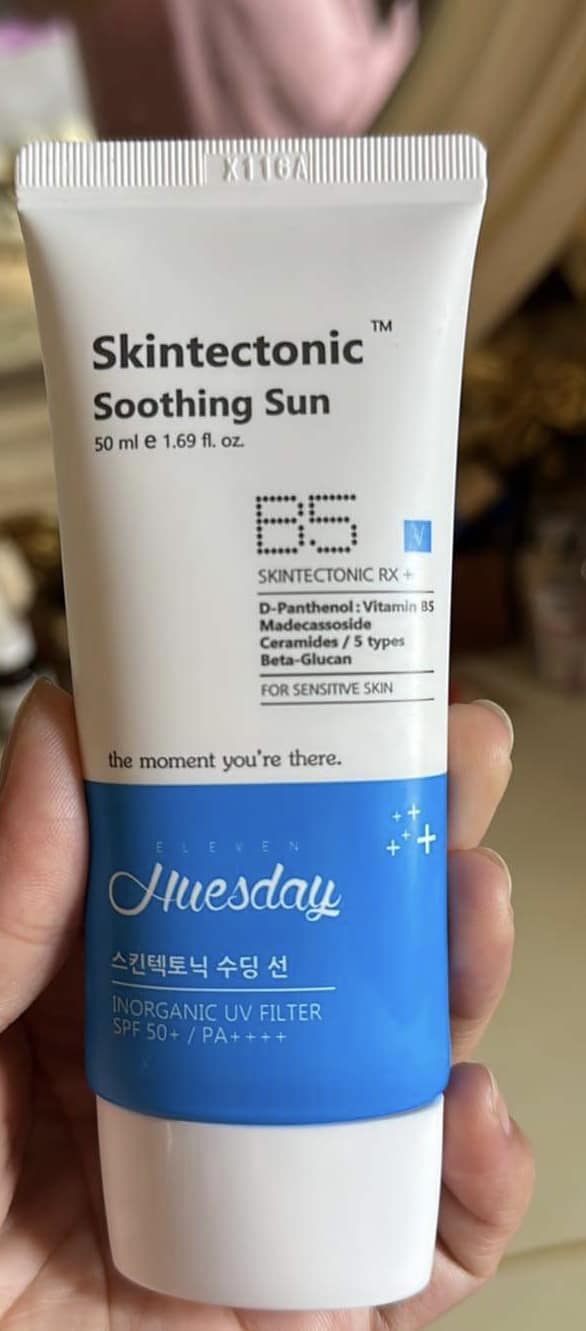 X116A
Skintectonic™
Soothing Sun
50 ml e 1.69 fl. oz.
B5
SKINTECTONIC RX +
D-Panthenol : Vitamin B5
Madecassoside
Ceramides / 5 types
Beta-Glucan
FOR SENSITIVE SKIN
the moment you're there.
ELEVEN
Huesday
스킨텍토닉 수딩 선
INORGANIC UV FILTER
SPF 50+ / PA++++